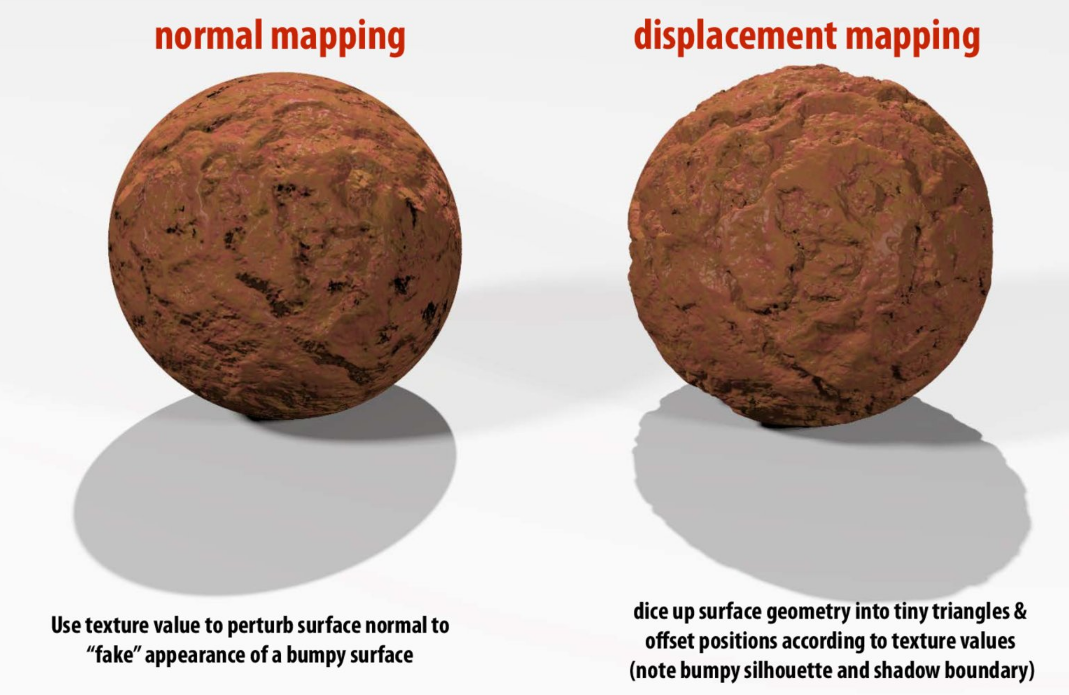 normal mapping
displacement mapping
Use texture value to perturb surface normal to
“fake” appearance of a bumpy surface
dice up surface geometry into tiny triangles &
offset positions according to texture values
(note bumpy silhouette and shadow boundary)